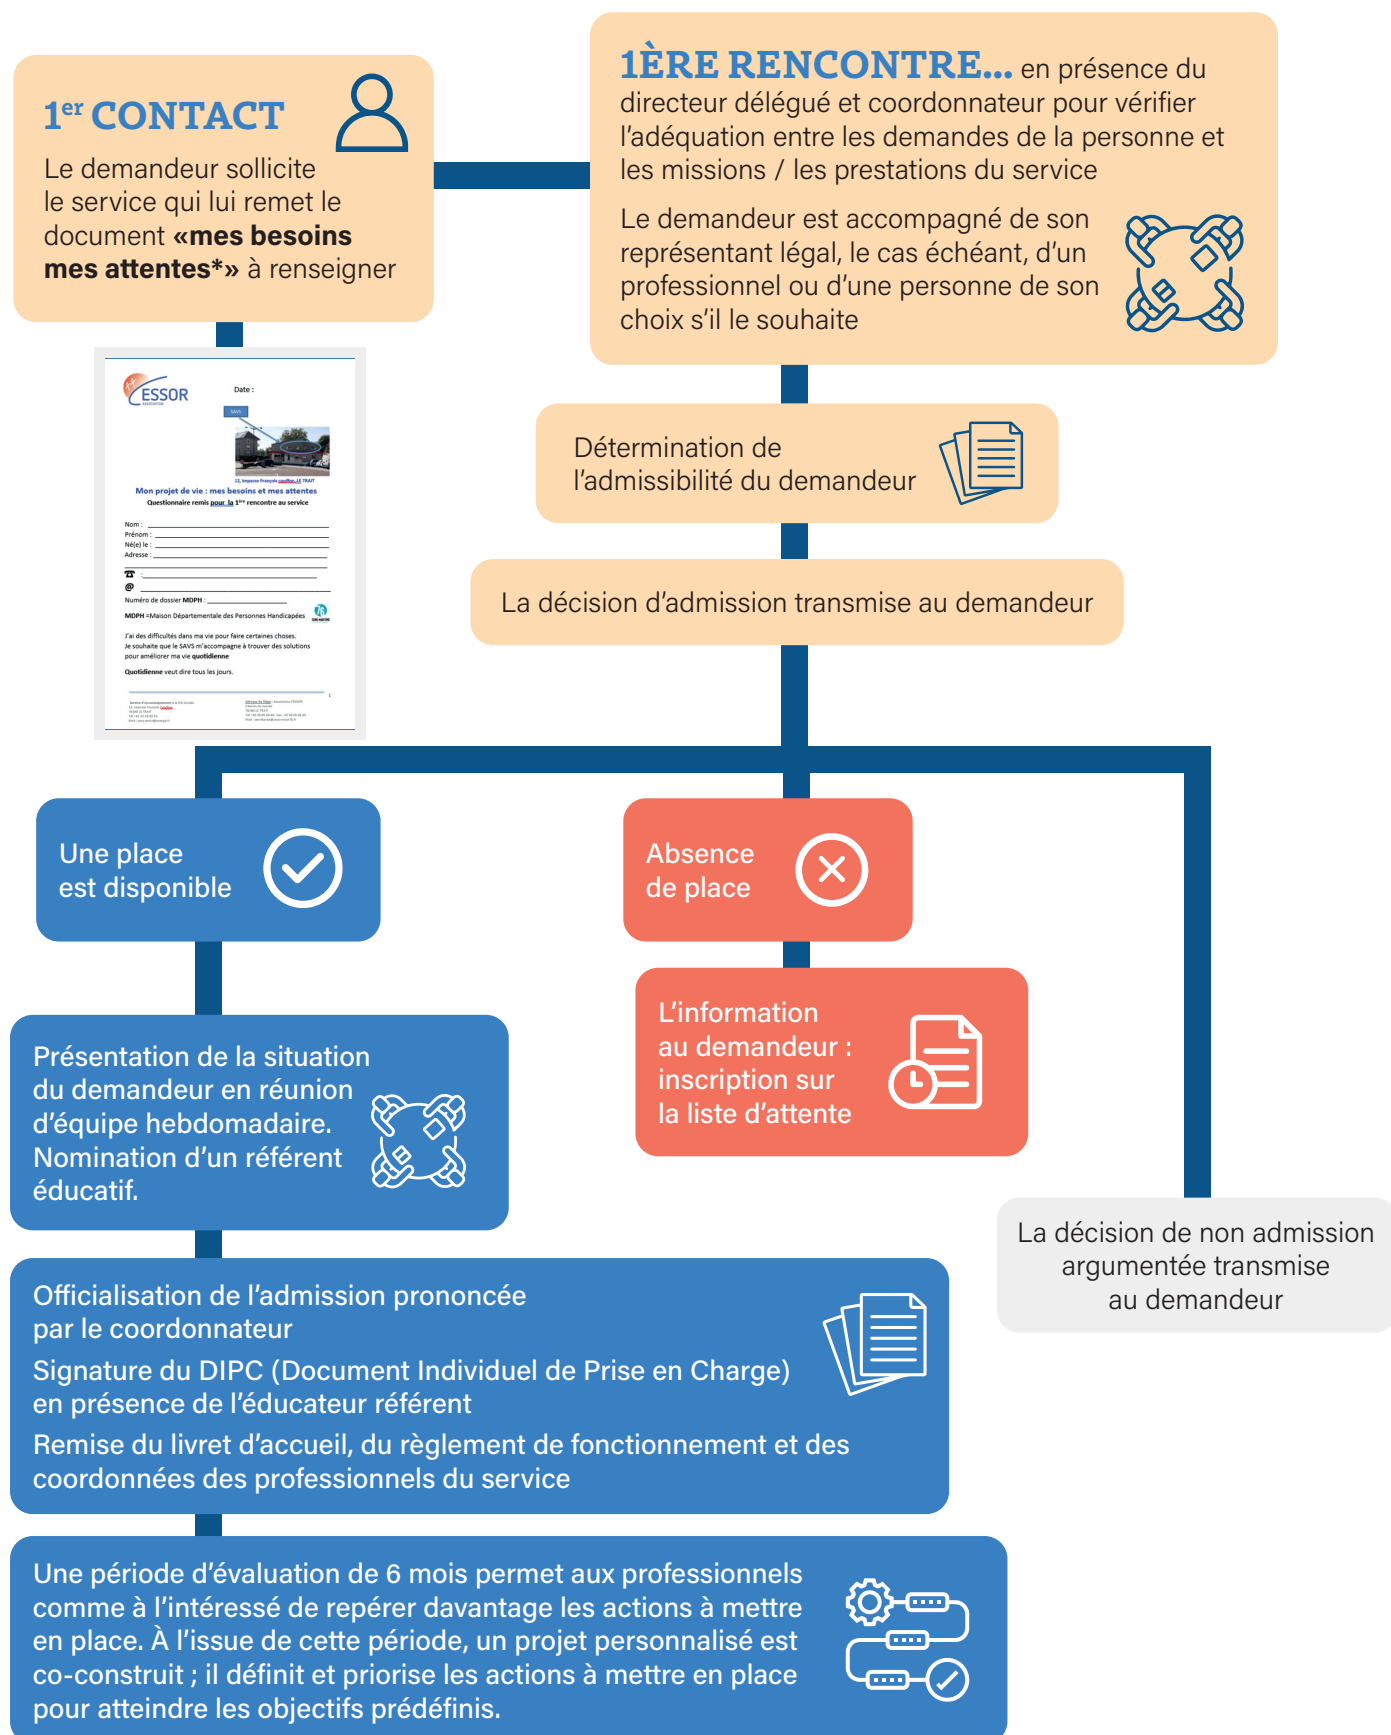 1er CONTACT
Le demandeur sollicite
le service qui lui remet le
document «mes besoins
mes attentes*» à renseigner
1ÈRE RENCONTRE... en présence du
directeur délégué et coordonnateur pour vérifier
l'adéquation entre les demandes de la personne et
les missions / les prestations du service
Le demandeur est accompagné de son
représentant légal, le cas échéant, d'un
professionnel ou d'une personne de son
choix s'il le souhaite
ESSOR
ASSOCIATION
Date :
SAVS
12, Impasse François couillon, LE TRAIT
Mon projet de vie : mes besoins et mes attentes
Questionnaire remis pour la 1ère rencontre au service
Nom :
Prénom :
Né(e) le :
Adresse :
☎ :
@
Numéro de dossier MDPH :
MDPH =Maison Départementale des Personnes Handicapées
76
J'ai des difficultés dans ma vie pour faire certaines choses.
Je souhaite que le SAVS m'accompagne à trouver des solutions
pour améliorer ma vie quotidienne
Quotidienne veut dire tous les jours.
1
Détermination de
l'admissibilité du demandeur
La décision d'admission transmise au demandeur
Une place
est disponible
Absence
de place
L'information
au demandeur :
inscription sur
la liste d'attente
Présentation de la situation
du demandeur en réunion
d'équipe hebdomadaire.
Nomination d'un référent
éducatif.
La décision de non admission
argumentée transmise
au demandeur
Officialisation de l'admission prononcée
par le coordonnateur
Signature du DIPC (Document Individuel de Prise en Charge)
en présence de l'éducateur référent
Remise du livret d'accueil, du règlement de fonctionnement et des
coordonnées des professionnels du service
Une période d'évaluation de 6 mois permet aux professionnels
comme à l'intéressé de repérer davantage les actions à mettre
en place. À l'issue de cette période, un projet personnalisé est
co-construit ; il définit et priorise les actions à mettre en place
pour atteindre les objectifs prédéfinis.